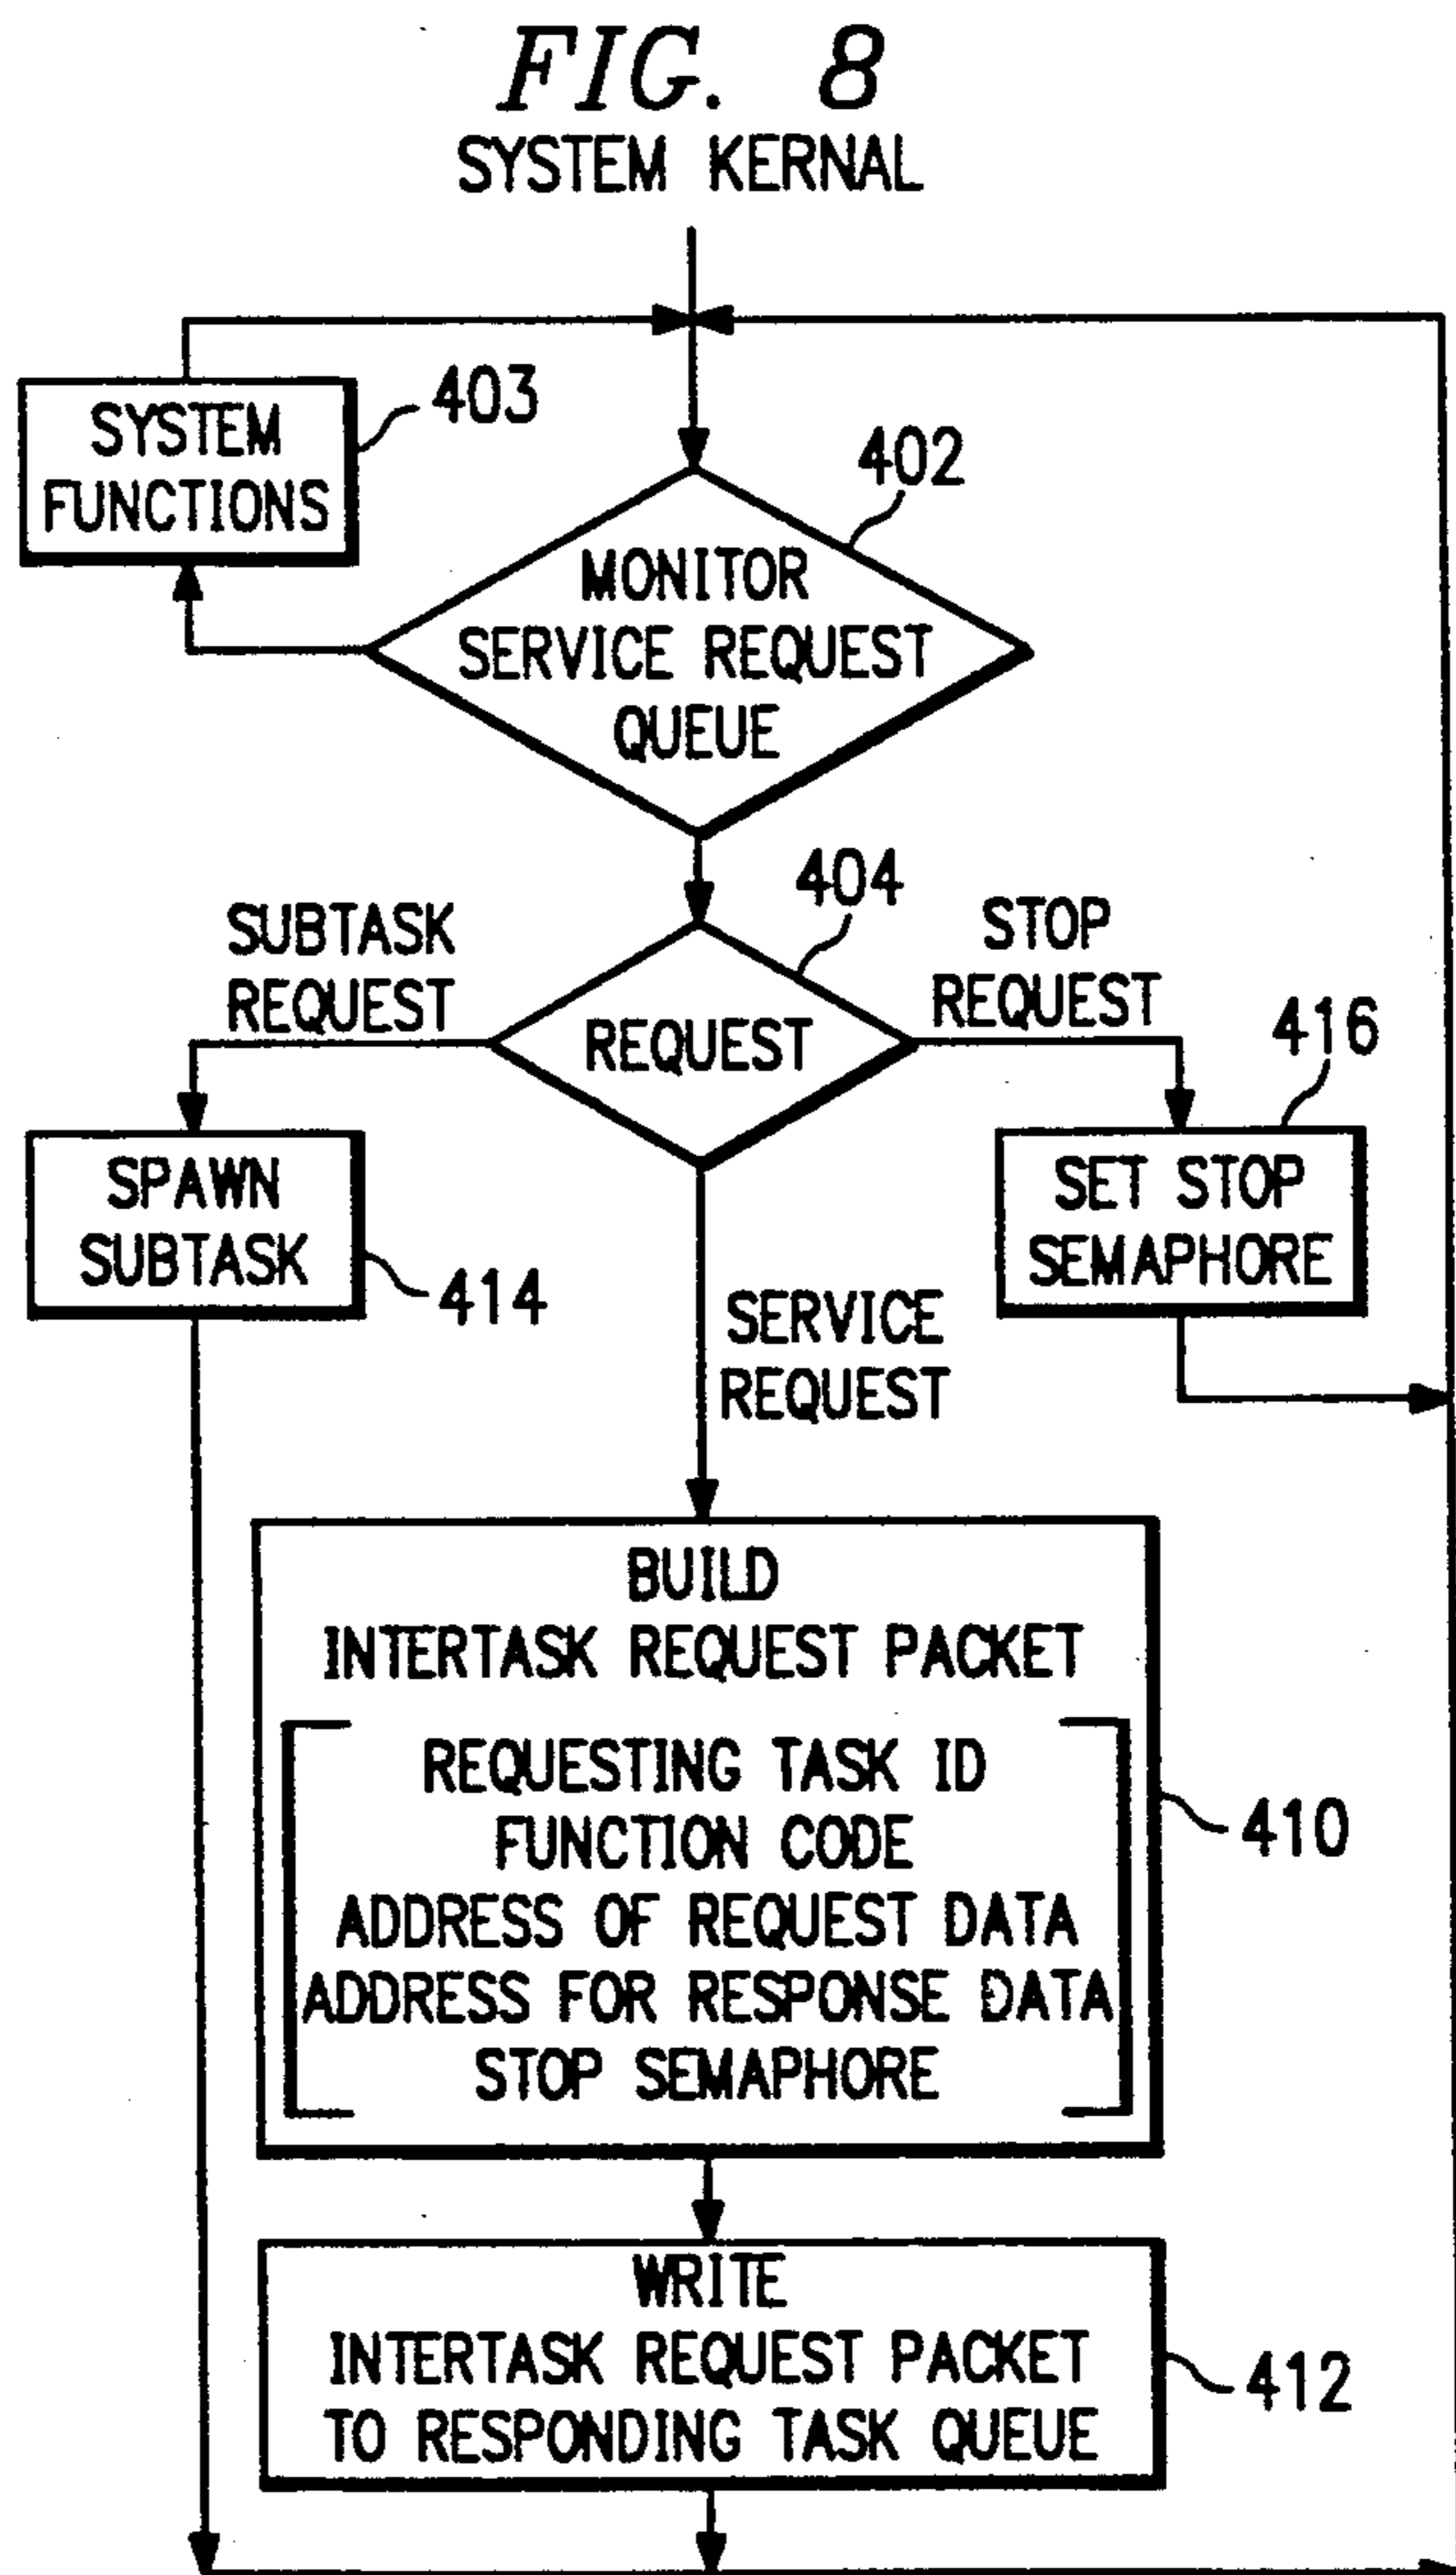 FIG. 8
SYSTEM KERNAL
403
SYSTEM
FUNCTIONS
402
MONITOR
SERVICE REQUEST
QUEUE
404
SUBTASK
REQUEST
STOP
REQUEST
REQUEST
416
SPAWN
SUBTASK
414
SET STOP
SEMAPHORE
SERVICE
REQUEST
BUILD
INTERTASK REQUEST PACKET
REQUESTING TASK ID
FUNCTION CODE
ADDRESS OF REQUEST DATA
ADDRESS FOR RESPONSE DATA
STOP SEMAPHORE
410
WRITE
INTERTASK REQUEST PACKET
TO RESPONDING TASK QUEUE
412